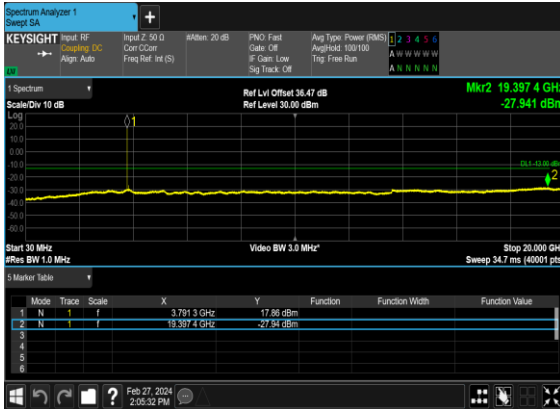 Spectrum Analyzer 1
Swept SA
KEYSIGHT
Input: RF
Coupling: DC
Align: Auto
Input Z: 50 Ω
Corr CCorr
Freq Ref: Int (S)
#Atten: 20 dB
PNO: Fast
Gate: Off
IF Gain: Low
Sig Track: Off
Avg Type: Power (RMS)
Avg|Hold: 100/100
Trig: Free Run
1 2 3 4 5 6
A W W W W W
A N N N N N
1 Spectrum
Scale/Div 10 dB
Ref Lvl Offset 36.47 dB
Ref Level 30.00 dBm
Mkr2 19.397 4 GHz
-27.941 dBm
Log
20.0
10.0
0.00
-10.0
-20.0
-30.0
-40.0
-50.0
-60.0
1
DL1 -13.00 dBm
2
Start 30 MHz
#Res BW 1.0 MHz
Video BW 3.0 MHz*
Stop 20.000 GHz
Sweep 34.7 ms (40001 pts)
5 Marker Table
Mode Trace Scale X Y Function Function Width Function Value
1 N 1 f 3.791 3 GHz 17.86 dBm
2 N 1 f 19.397 4 GHz -27.94 dBm
3
4
5
6
Feb 27, 2024
2:05:32 PM